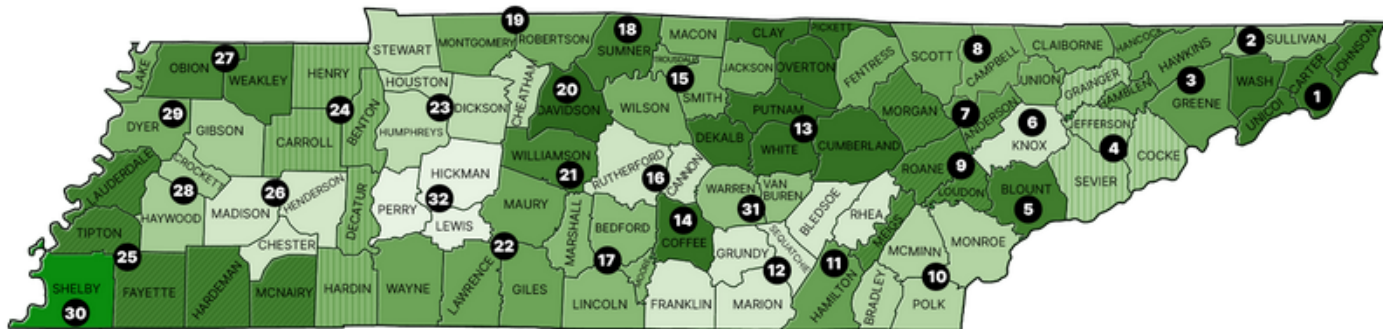 STEWART
19
MONTGOMERY
ROBERTSON
18
SUMNER
MACON
TROUSDALE
CLAY
PICKETT
OVERTON
JACKSON
FENTRESS
SCOTT
8
CAMPBELL
CLAIBORNE
HANCOCK
HAWKINS
2
SULLIVAN
JOHNSON
CARTER
1
WASH
UNICOI
3
GREENE
HAMBLEN
GRAINGER
UNION
LAKE
OBION
27
WEAKLEY
HENRY
HOUSTON
23
DICKSON
CHEATHAM
20
DAVIDSON
WILSON
15
SMITH
PUTNAM
13
WHITE
DEKALB
CUMBERLAND
MORGAN
7
ANDERSON
6
KNOX
JEFFERSON
4
COCKE
SEVIER
29
DYER
GIBSON
24
CARROLL
BENTON
HUMPHREYS
HICKMAN
WILLIAMSON
21
RUTHERFORD
16
CANNON
WARREN
31
VAN
BUREN
BLEDSOE
RHEA
ROANE
9
LOUDON
BLOUNT
5
LAUDERDALE
CROCKETT
28
HAYWOOD
MADISON
26
HENDERSON
DECATUR
PERRY
32
LEWIS
MAURY
22
MARSHALL
BEDFORD
17
14
COFFEE
MOORE
GRUNDY
SEQUATCHIE
12
MARION
11
HAMILTON
MEIGS
MCMINN
MONROE
10
POLK
BRADLEY
TIPTON
25
SHELBY
30
FAYETTE
HARDEMAN
MCNAIRY
CHESTER
HARDIN
WAYNE
LAWRENCE
GILES
LINCOLN
FRANKLIN